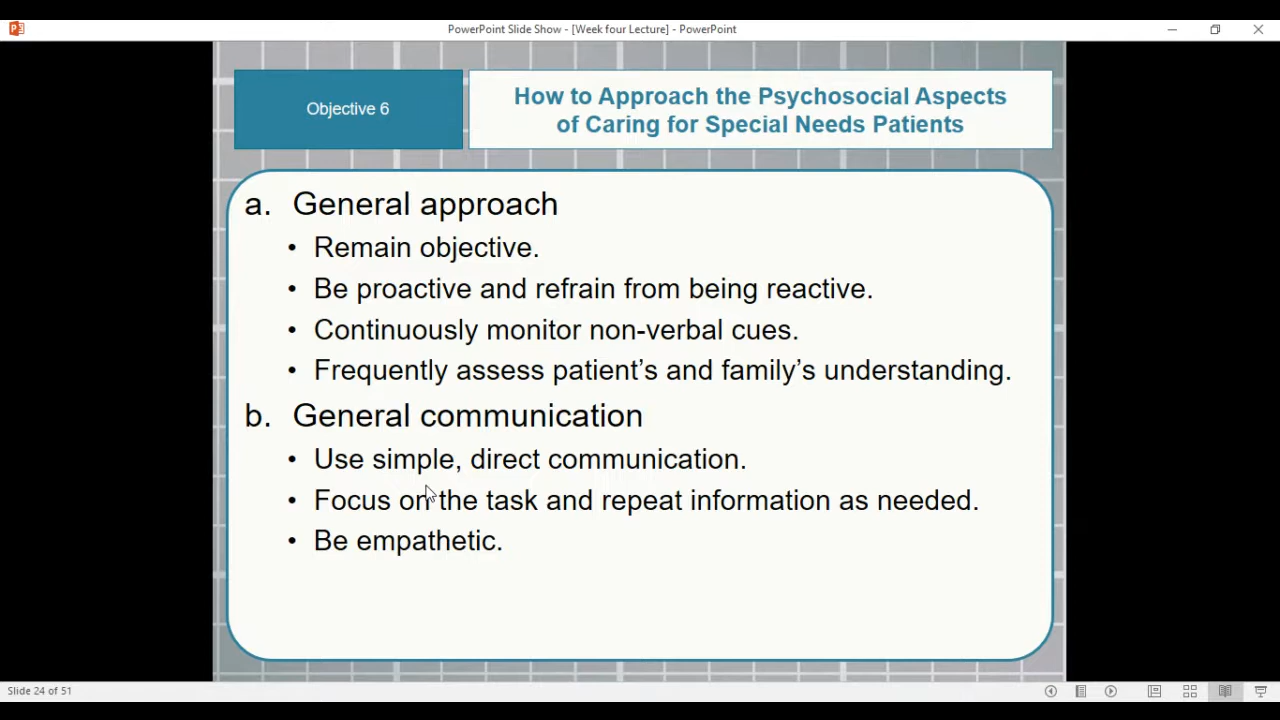 PowerPoint Slide Show - [Week four Lecture] - PowerPoint
Objective 6
How to Approach the Psychosocial Aspects
of Caring for Special Needs Patients
a. General approach
• Remain objective.
• Be proactive and refrain from being reactive.
• Continuously monitor non-verbal cues.
• Frequently assess patient’s and family’s understanding.
b. General communication
• Use simple, direct communication.
• Focus on the task and repeat information as needed.
• Be empathetic.
Slide 24 of 51